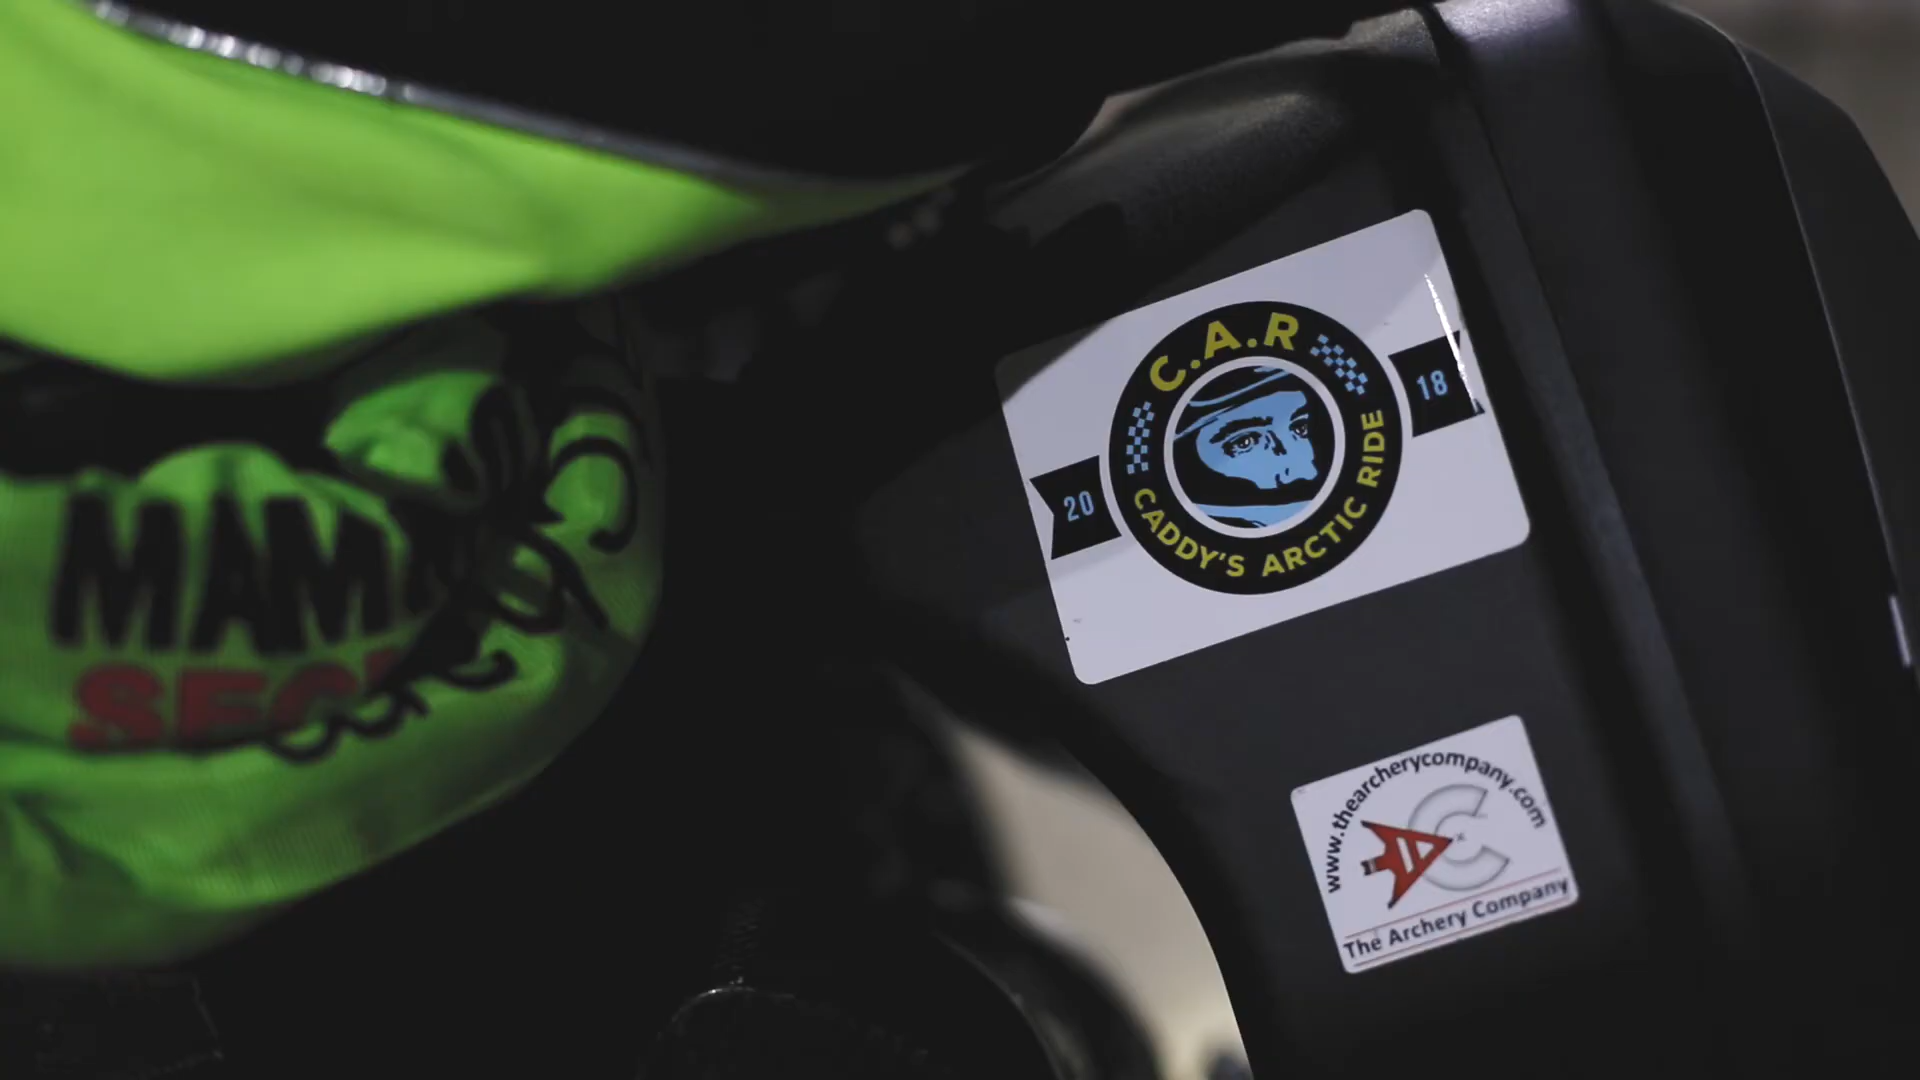 C.A.R
20
18
CADDY'S ARCTIC RIDE
www.thearcherycompany.com
The Archery Company